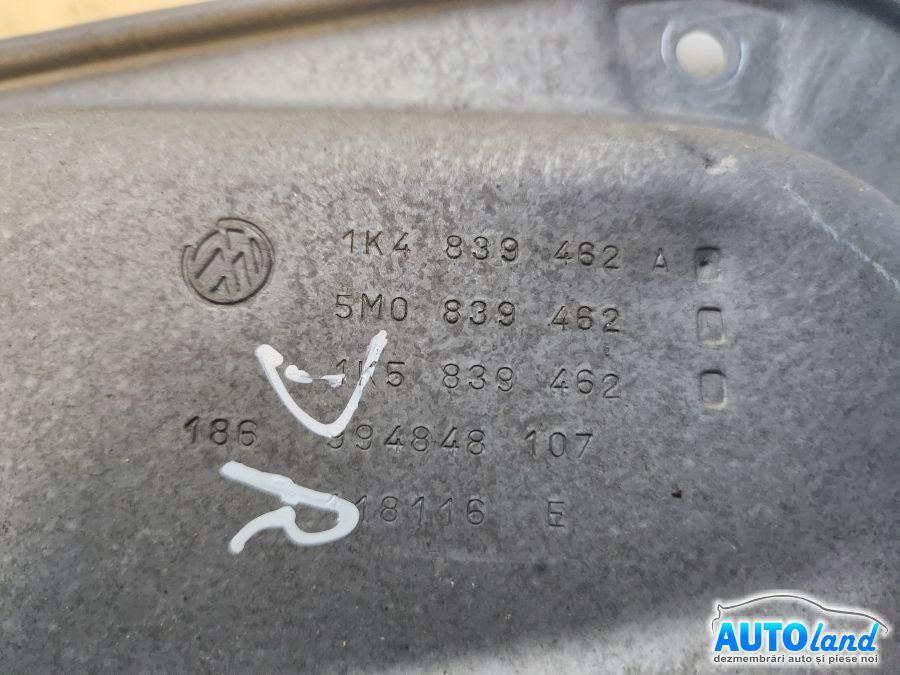 1K4 839 462 A
5M0 839 462
1K5 839 462
186 994848 107
18116 E
AUTOland
dezmembrări auto și piese noi